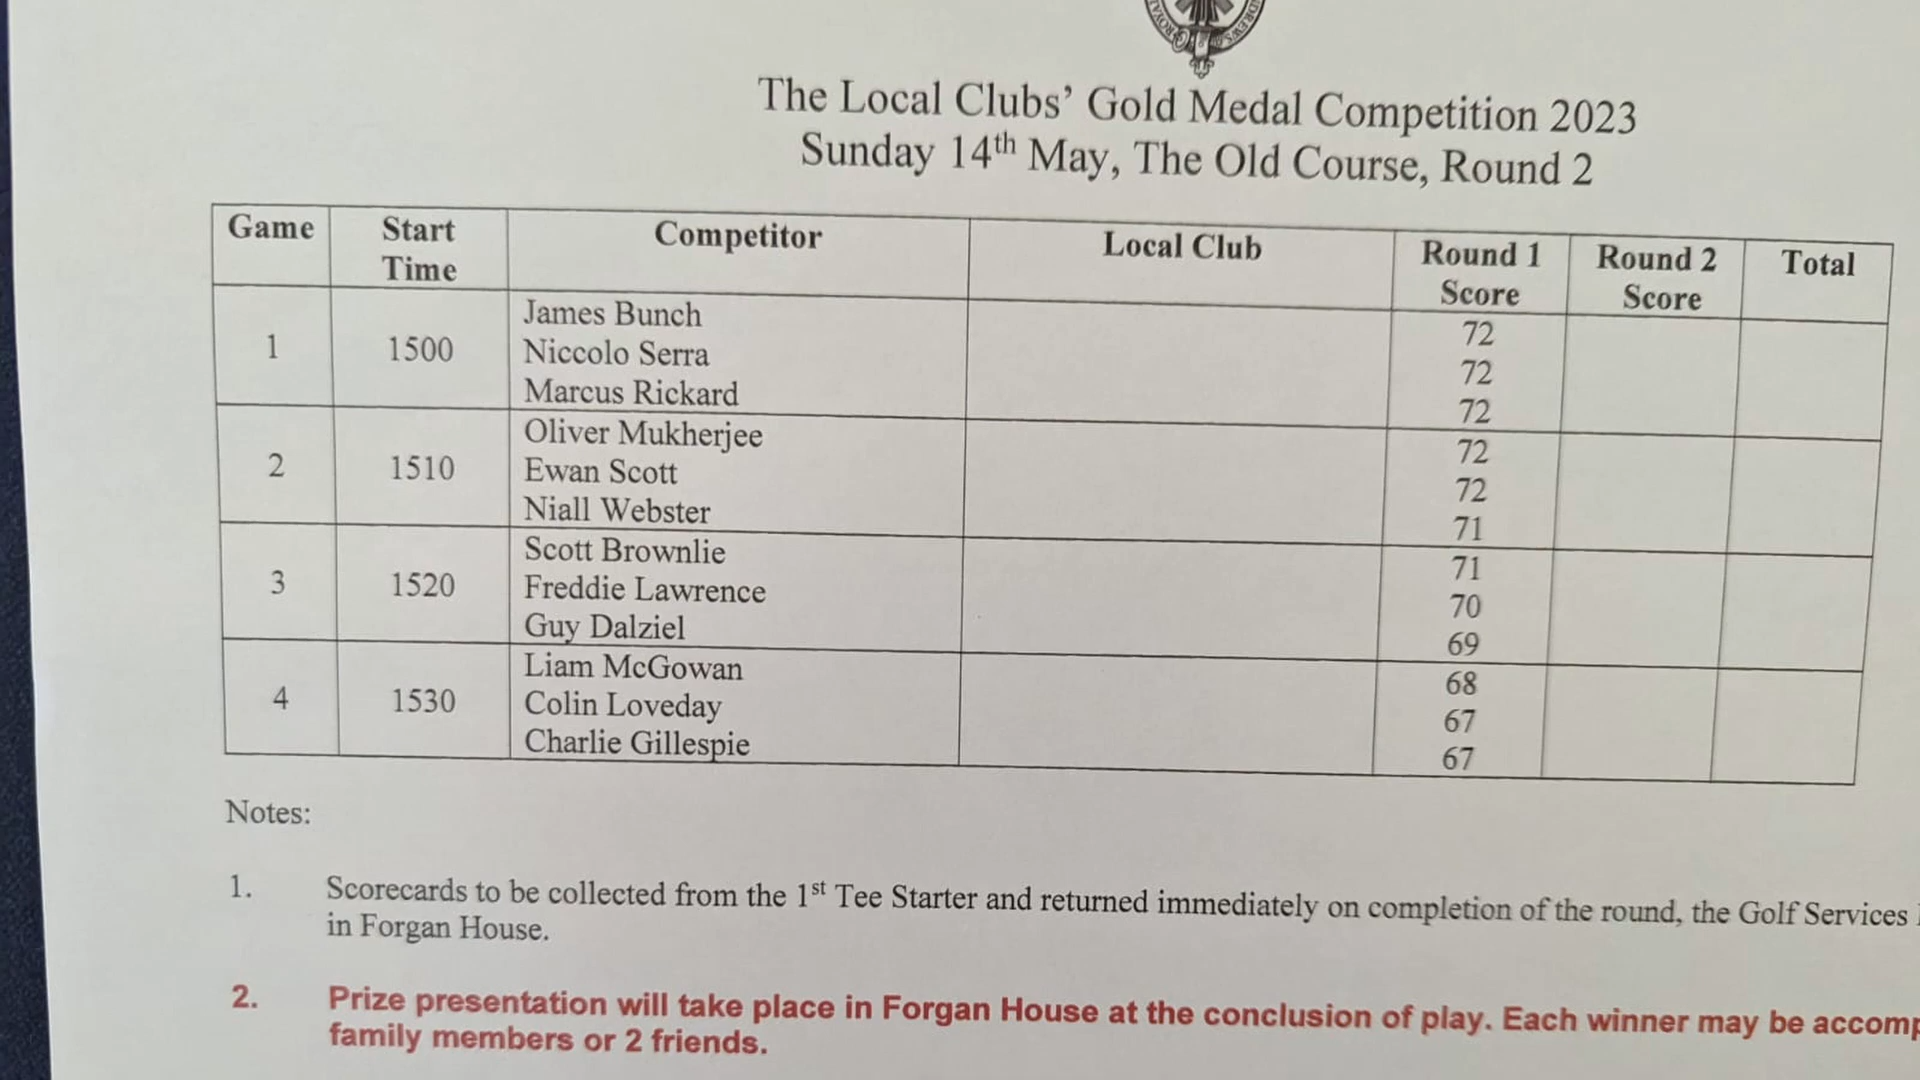 ROYAL
The Local Clubs’ Gold Medal Competition 2023
Sunday 14th May, The Old Course, Round 2
Game Start Time Competitor Local Club Round 1 Score Round 2 Score Total
1 1500 James Bunch 72
Niccolo Serra 72
Marcus Rickard 72
2 1510 Oliver Mukherjee 72
Ewan Scott 72
Niall Webster 71
3 1520 Scott Brownlie 71
Freddie Lawrence 70
Guy Dalziel 69
4 1530 Liam McGowan 68
Colin Loveday 67
Charlie Gillespie 67
Notes:
1. Scorecards to be collected from the 1st Tee Starter and returned immediately on completion of the round, the Golf Services
in Forgan House.
2. Prize presentation will take place in Forgan House at the conclusion of play. Each winner may be accomp
family members or 2 friends.